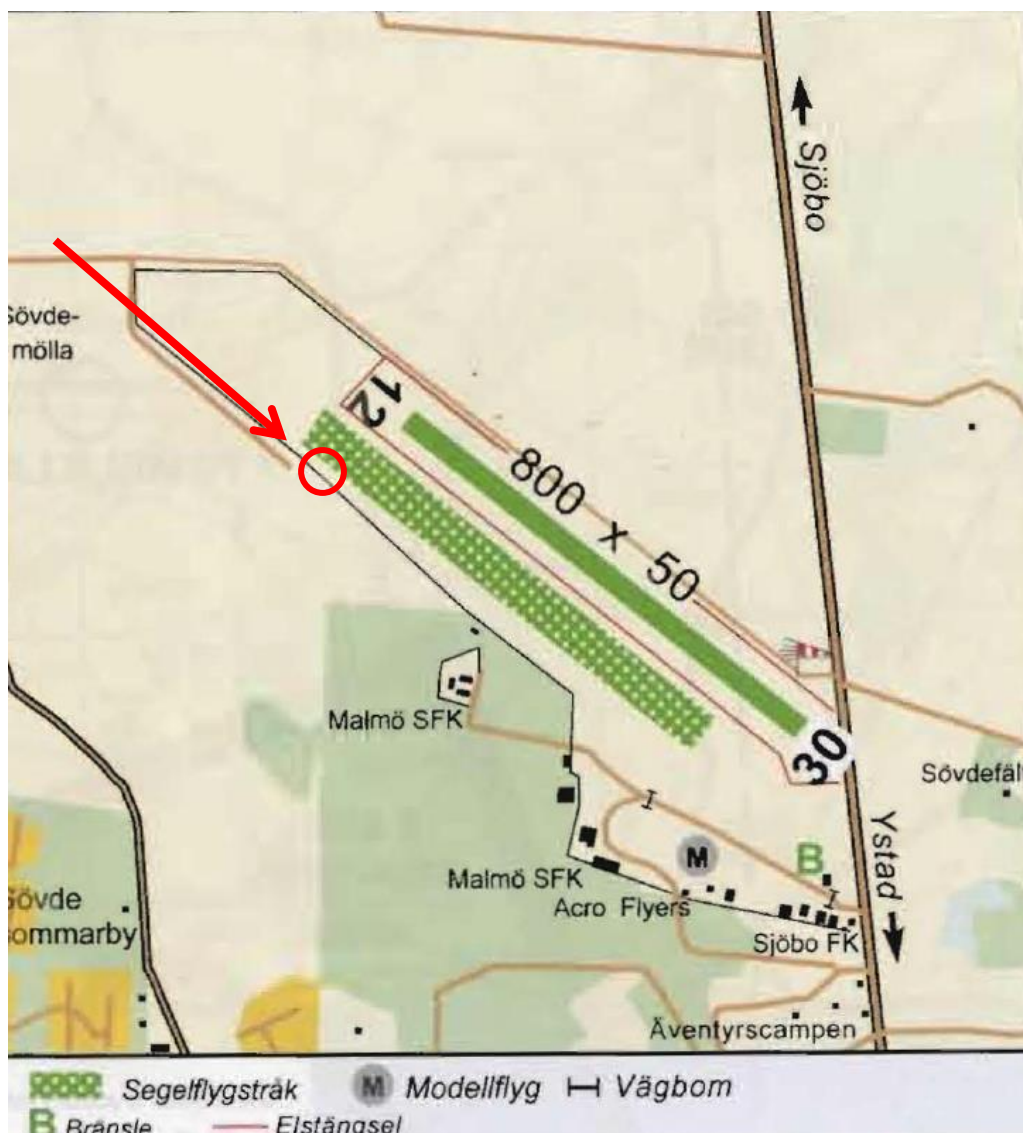 Sjöbo
Sövde-
mölla
12
800 x 50
Malmö SFK
30
Sövdefält
Ystad
M
B
Malmö SFK
Acro Flyers
Sövde
sommarby
Sjöbo FK
Äventyrscampen
Segelflygstråk
M Modellflyg
Vägbom
B Bränsle
Elstängsel